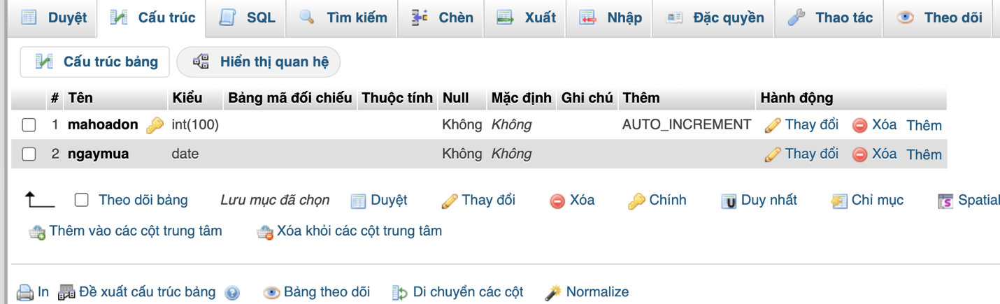 Duyệt Cấu trúc SQL Tìm kiếm Chèn Xuất Nhập Đặc quyền Thao tác Theo dõi
Cấu trúc bảng Hiển thị quan hệ
# Tên Kiểu Bảng mã đối chiếu Thuộc tính Null Mặc định Ghi chú Thêm Hành động
1 mahoadon int(100) Không Không AUTO_INCREMENT Thay đổi Xóa Thêm
2 ngaymua date Không Không Thay đổi Xóa Thêm
Theo dõi bảng Lưu mục đã chọn Duyệt Thay đổi Xóa Chính U Duy nhất Chỉ mục S Spatial
Thêm vào các cột trung tâm Xóa khỏi các cột trung tâm
In Đề xuất cấu trúc bảng ? Bảng theo dõi Di chuyển các cột Normalize